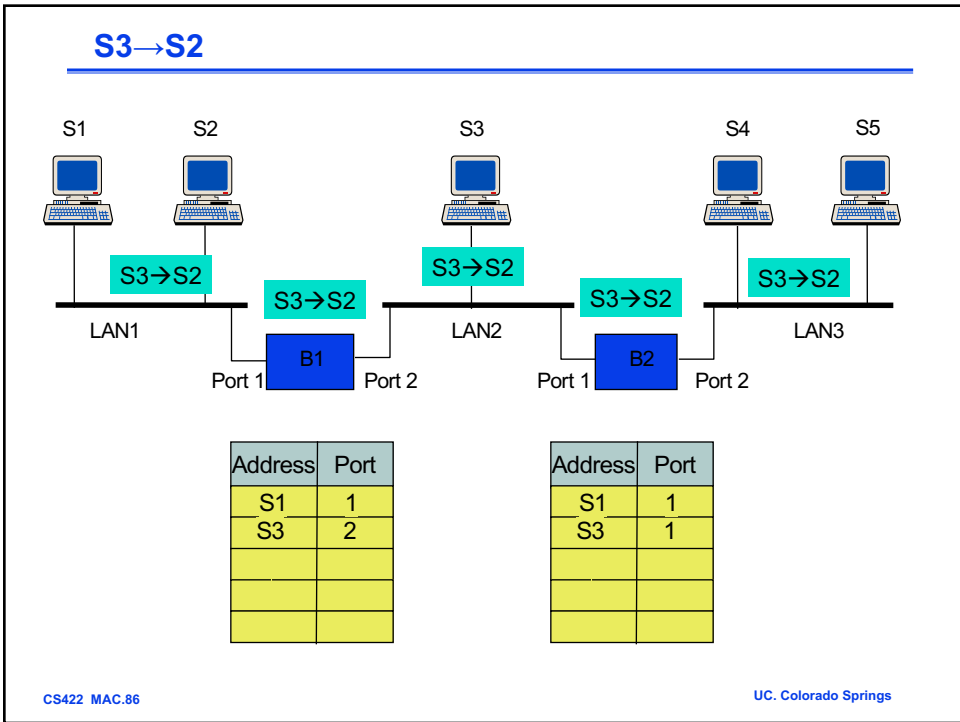 S3→S2
S1 S2 S3 S4 S5
S3→S2 S3→S2 S3→S2 S3→S2 S3→S2
LAN1 LAN2 LAN3
B1 B2
Port 1 Port 2 Port 1 Port 2
Address Port Address Port
S1 1 S1 1
S3 2 S3 1
CS422 MAC.86 UC. Colorado Springs